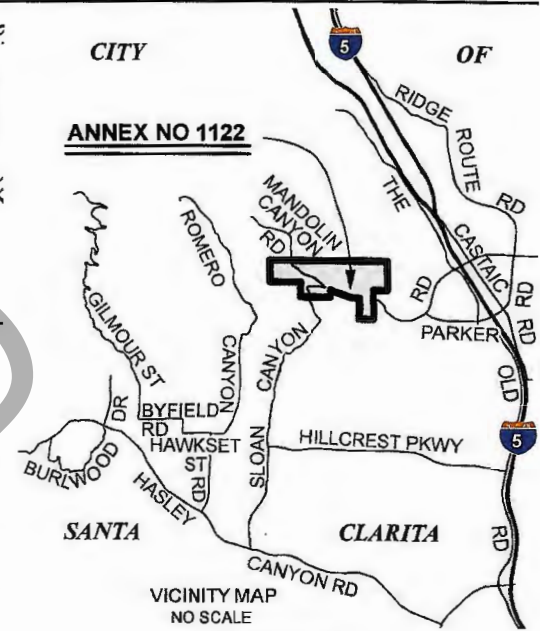 CITY
OF
5
RIDGE
ROUTE
RD
ANNEX NO 1122
THE
MANDOLIN
CANYON
RD
ROMERO
CANYON
CASTAIC
RD
RD
RD
PARKER
OLD
RD
GILMOUR ST
SLOAN
CANYON
DR
BYFIELD
RD
HAWKSET
ST
RD
HILLCREST PKWY
5
BURLWOOD
HASLEY
CANYON RD
SANTA
CLARITA
VICINITY MAP
NO SCALE